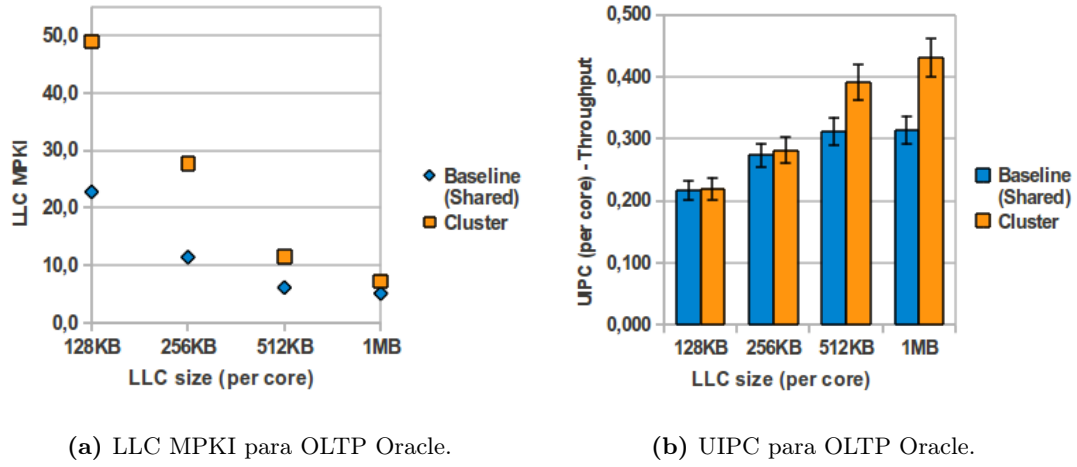 50,0
40,0
30,0
20,0
10,0
0,0
LLC MPKI
128KB 256KB 512KB 1MB
LLC size (per core)
Baseline
(Shared)
Cluster
(a) LLC MPKI para OLTP Oracle.
0,500
0,400
0,300
0,200
0,100
0,000
UIPC (per core) - Throughput
128KB 256KB 512KB 1MB
LLC size (per core)
Baseline
(Shared)
Cluster
(b) UIPC para OLTP Oracle.